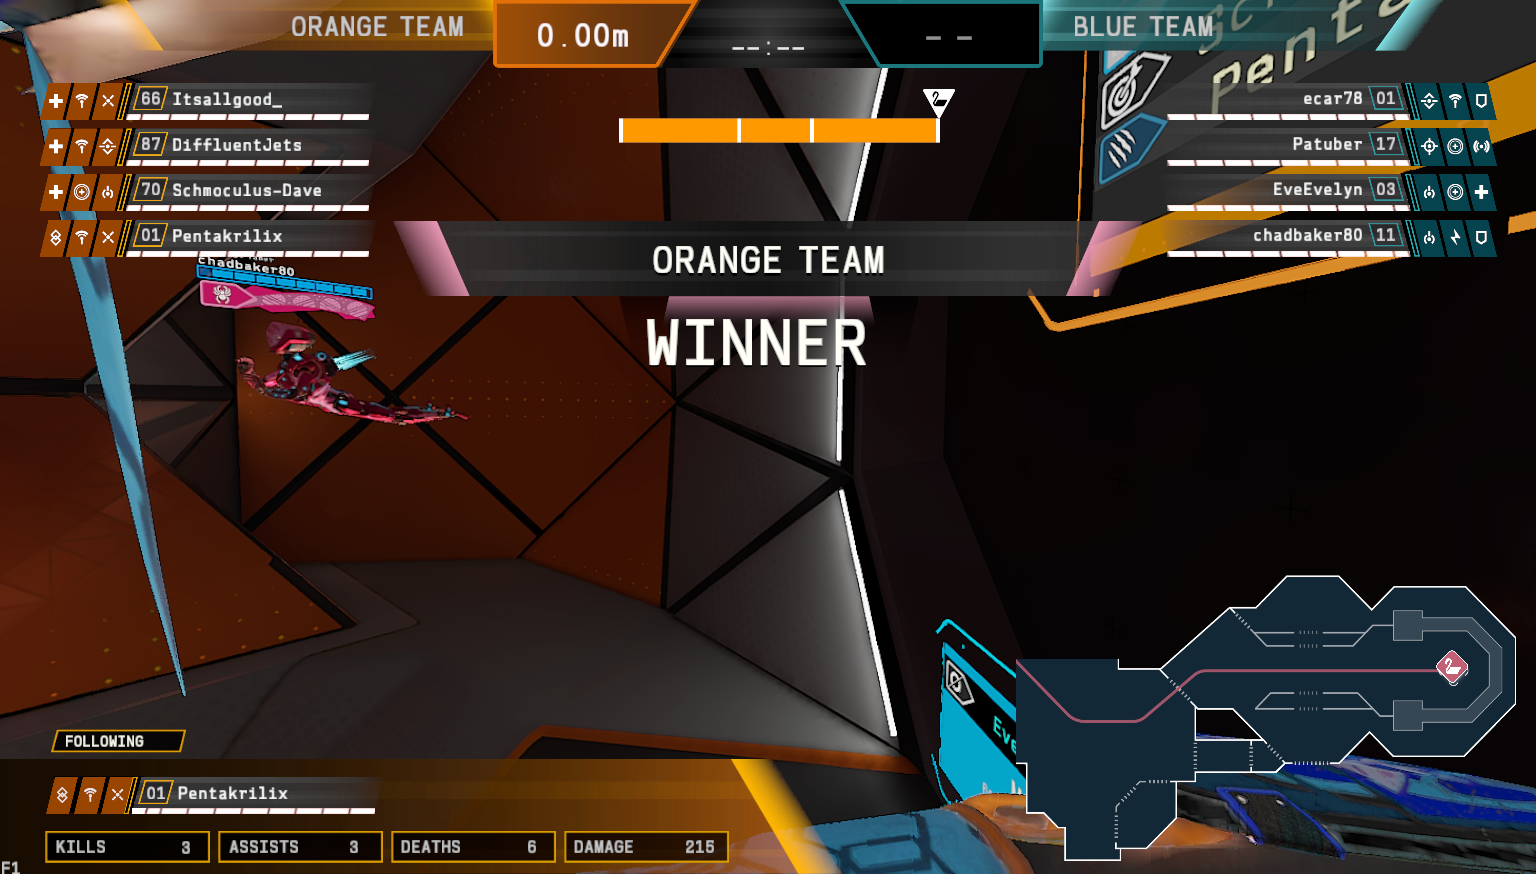 ORANGE TEAM
0.00m
--:--
- -
BLUE TEAM
Penta
66 Itsallgood_
87 DiffluentJets
70 Schmoculus-Dave
01 Pentakrilix
ecar78 01
Patuber 17
EveEvelyn 03
chadbaker80 11
chadbaker80
ORANGE TEAM
WINNER
Eve
FOLLOWING
01 Pentakrilix
KILLS 3
ASSISTS 3
DEATHS 6
DAMAGE 215
F1